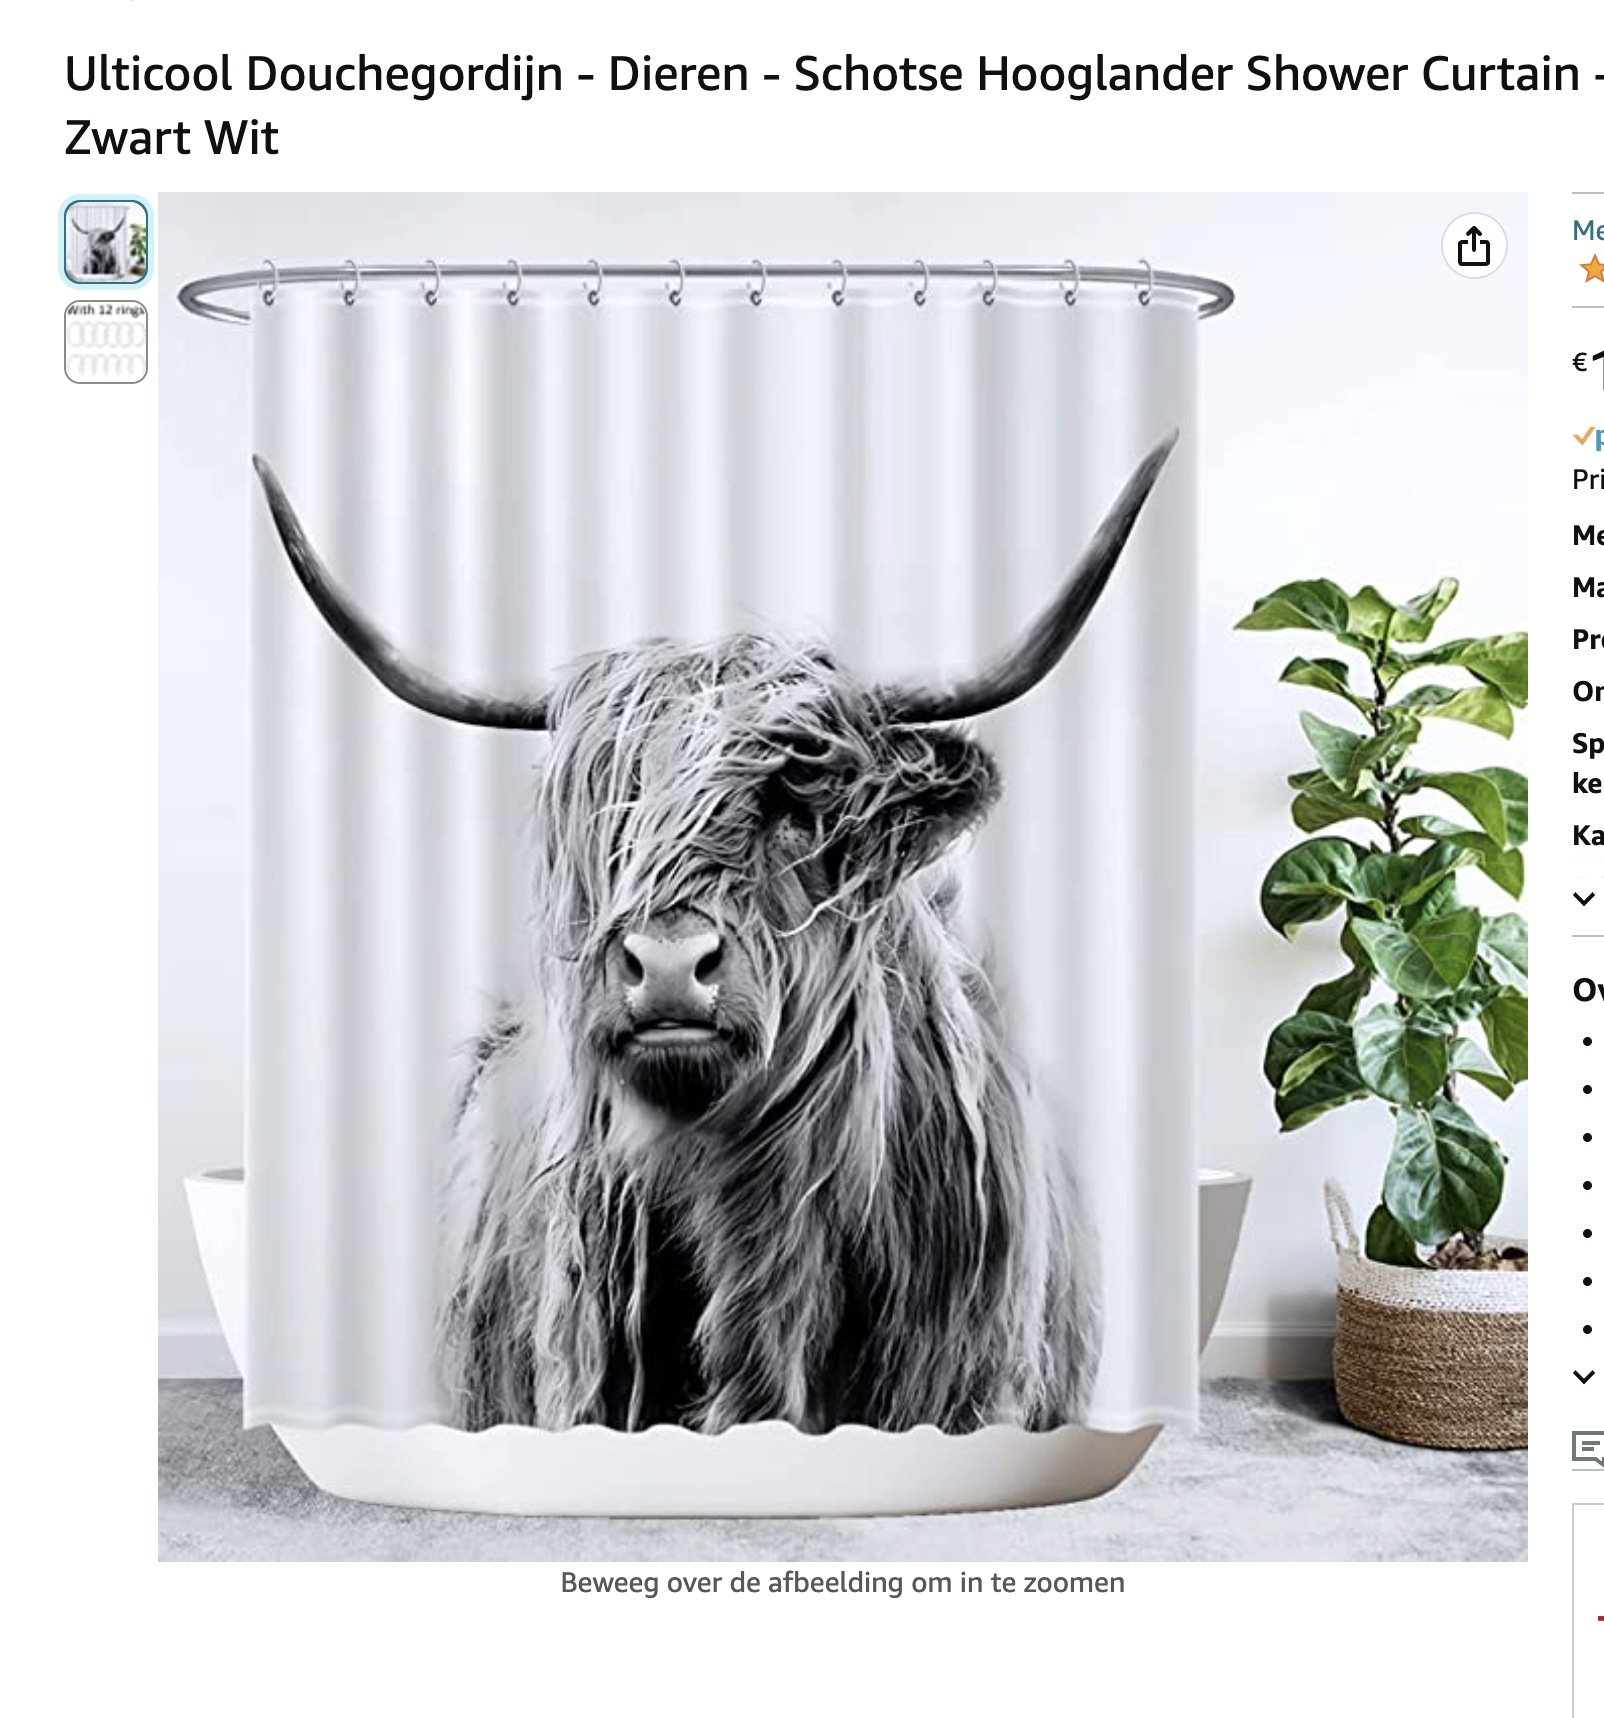 Ulticool Douchegordijn - Dieren - Schotse Hooglander Shower Curtain -
Zwart Wit
With 12 rings
Beweeg over de afbeelding om in te zoomen
€
Pri